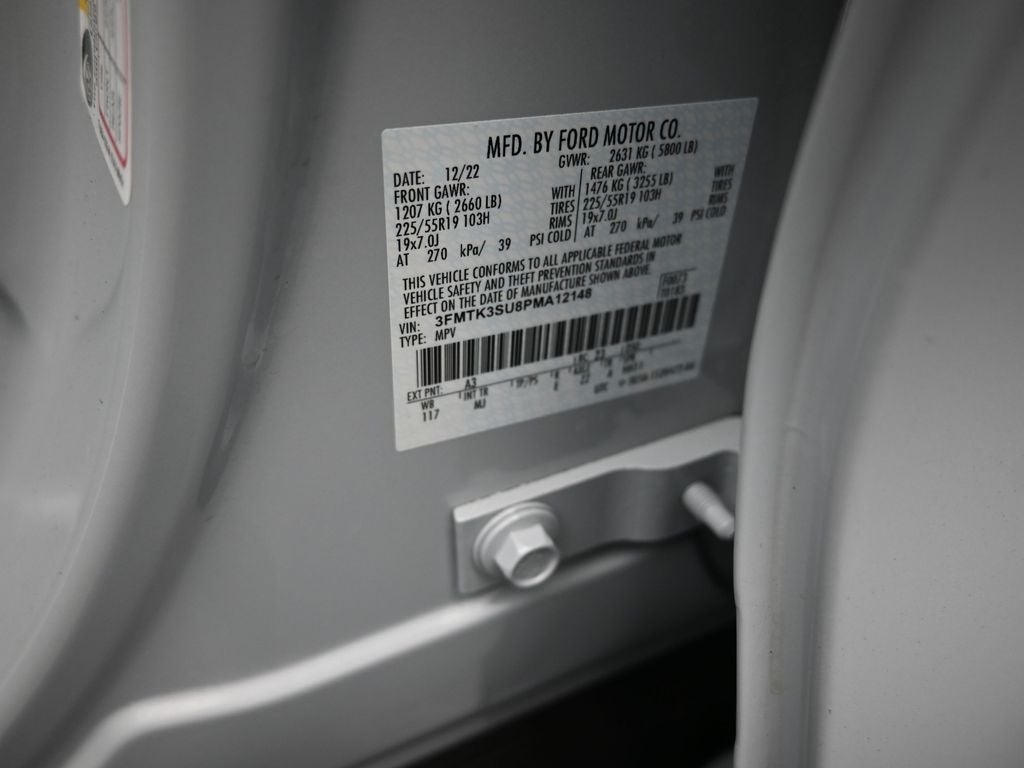 MFD. BY FORD MOTOR CO.
DATE: 12/22 GVWR: 2631 KG ( 5800 LB)
FRONT GAWR: REAR GAWR:
1207 KG ( 2660 LB) WITH 1476 KG ( 3255 LB) WITH
225/55R19 103H TIRES 225/55R19 103H TIRES
19x7.0J RIMS 19x7.0J RIMS
AT 270 kPa/ 39 PSI COLD AT 270 kPa/ 39 PSI COLD
THIS VEHICLE CONFORMS TO ALL APPLICABLE FEDERAL MOTOR
VEHICLE SAFETY AND THEFT PREVENTION STANDARDS IN
EFFECT ON THE DATE OF MANUFACTURE SHOWN ABOVE.
VIN: 3FMTK3SU8PMA12148
TYPE: MPV
EXT PNT: A3
WB INT TR
117 MJ
UTC